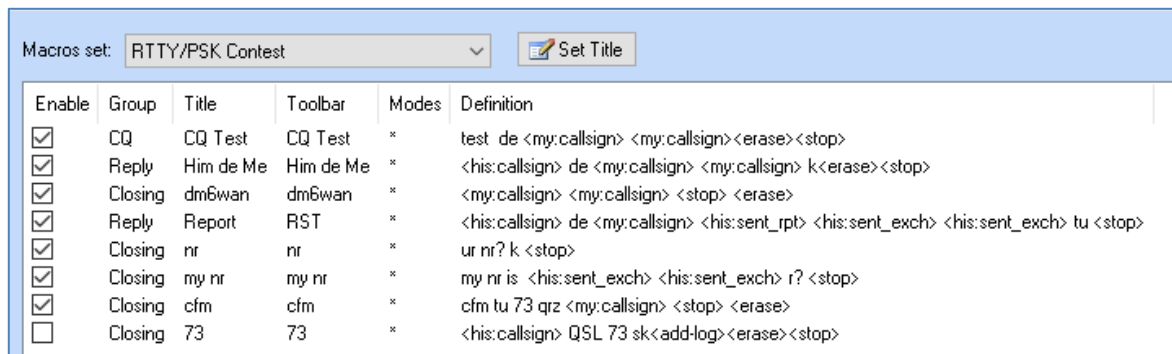 Macros set: RTTY/PSK Contest Set Title
Enable Group Title Toolbar Modes Definition
CQ CQ Test CQ Test * test de <my:callsign> <my:callsign><erase><stop>
Reply Him de Me Him de Me * <his:callsign> de <my:callsign> <my:callsign> k<erase><stop>
Closing dm6wan dm6wan * <my:callsign> <my:callsign> <stop> <erase>
Reply Report RST * <his:callsign> de <my:callsign> <his:sent_rpt> <his:sent_exch> <his:sent_exch> tu <stop>
Closing nr nr * ur nr? k <stop>
Closing my nr my nr * my nr is <his:sent_exch> <his:sent_exch> r? <stop>
Closing cfm cfm * cfm tu 73 qrz <my:callsign> <stop> <erase>
Closing 73 73 * <his:callsign> QSL 73 sk<add-log><erase><stop>